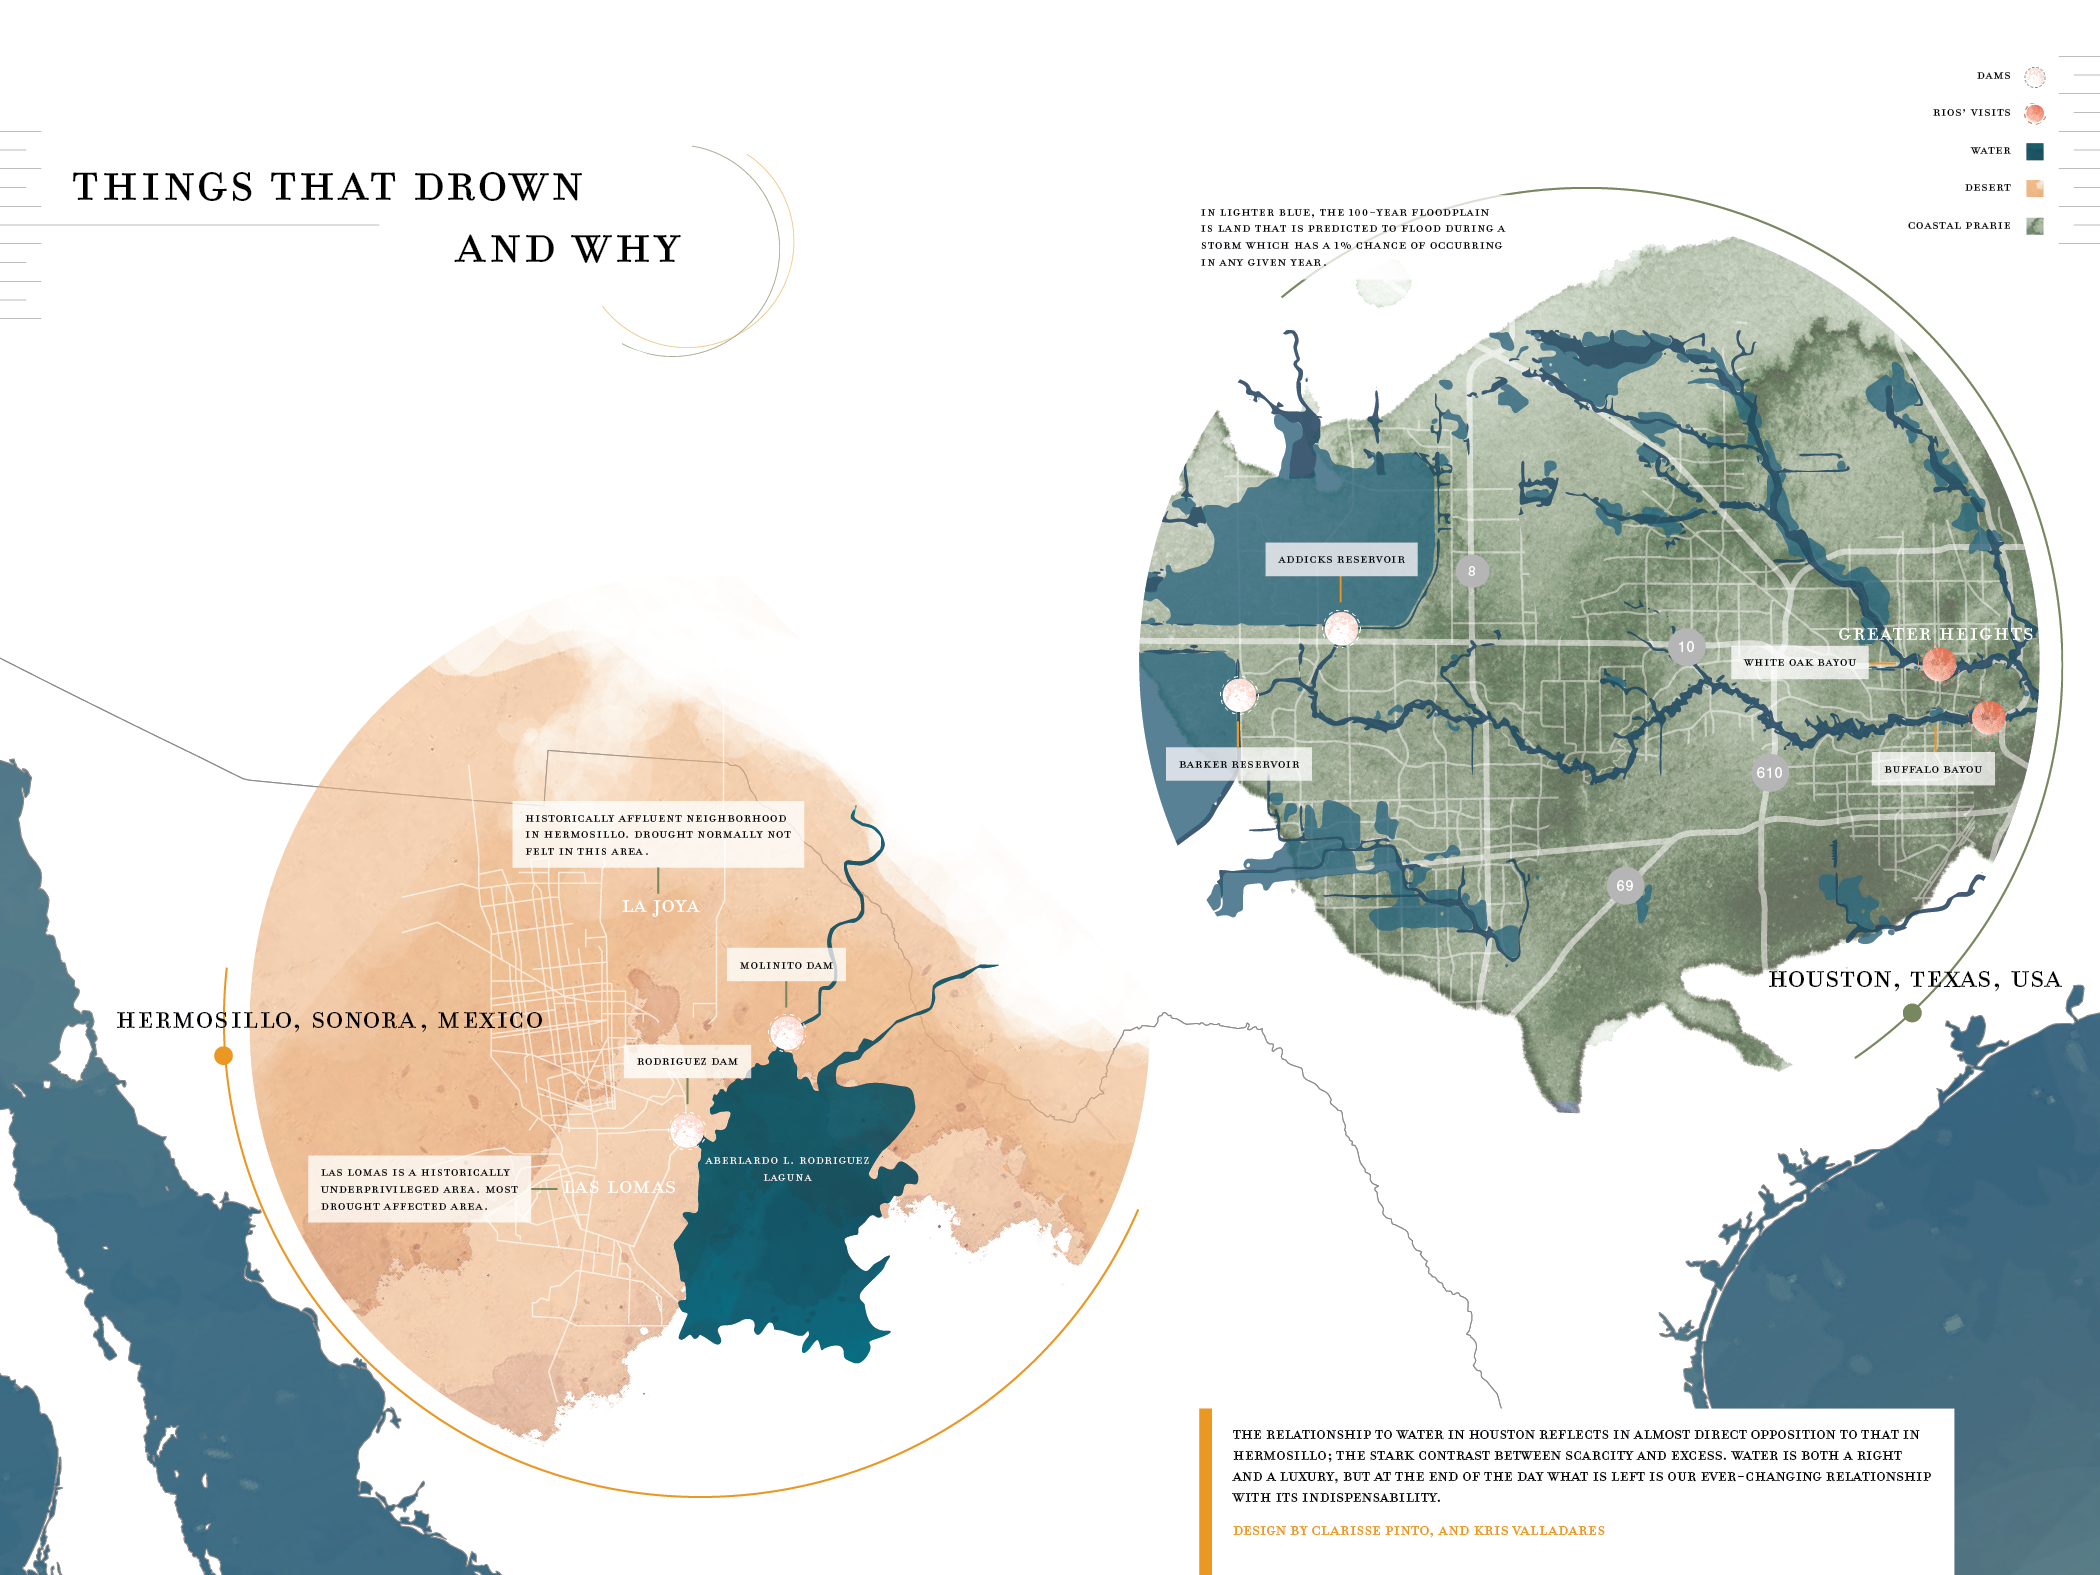 THINGS THAT DROWN
AND WHY
DAMS
RIOS' VISITS
WATER
DESERT
COASTAL PRARIE
IN LIGHTER BLUE, THE 100-YEAR FLOODPLAIN
IS LAND THAT IS PREDICTED TO FLOOD DURING A
STORM WHICH HAS A 1% CHANCE OF OCCURRING
IN ANY GIVEN YEAR.
ADDICKS RESERVOIR
8
10
GREATER HEIGHTS
WHITE OAK BAYOU
BARKER RESERVOIR
610
BUFFALO BAYOU
69
HOUSTON, TEXAS, USA
HISTORICALLY AFFLUENT NEIGHBORHOOD
IN HERMOSILLO. DROUGHT NORMALLY NOT
FELT IN THIS AREA.
LA JOYA
MOLINITO DAM
HERMOSILLO, SONORA, MEXICO
RODRIGUEZ DAM
ABERLARDO L. RODRIGUEZ
LAGUNA
LAS LOMAS IS A HISTORICALLY
UNDERPRIVILEGED AREA. MOST
DROUGHT AFFECTED AREA.
LAS LOMAS
THE RELATIONSHIP TO WATER IN HOUSTON REFLECTS IN ALMOST DIRECT OPPOSITION TO THAT IN
HERMOSILLO; THE STARK CONTRAST BETWEEN SCARCITY AND EXCESS. WATER IS BOTH A RIGHT
AND A LUXURY, BUT AT THE END OF THE DAY WHAT IS LEFT IS OUR EVER-CHANGING RELATIONSHIP
WITH ITS INDISPENSABILITY.
DESIGN BY CLARISSE PINTO, AND KRIS VALLADARES